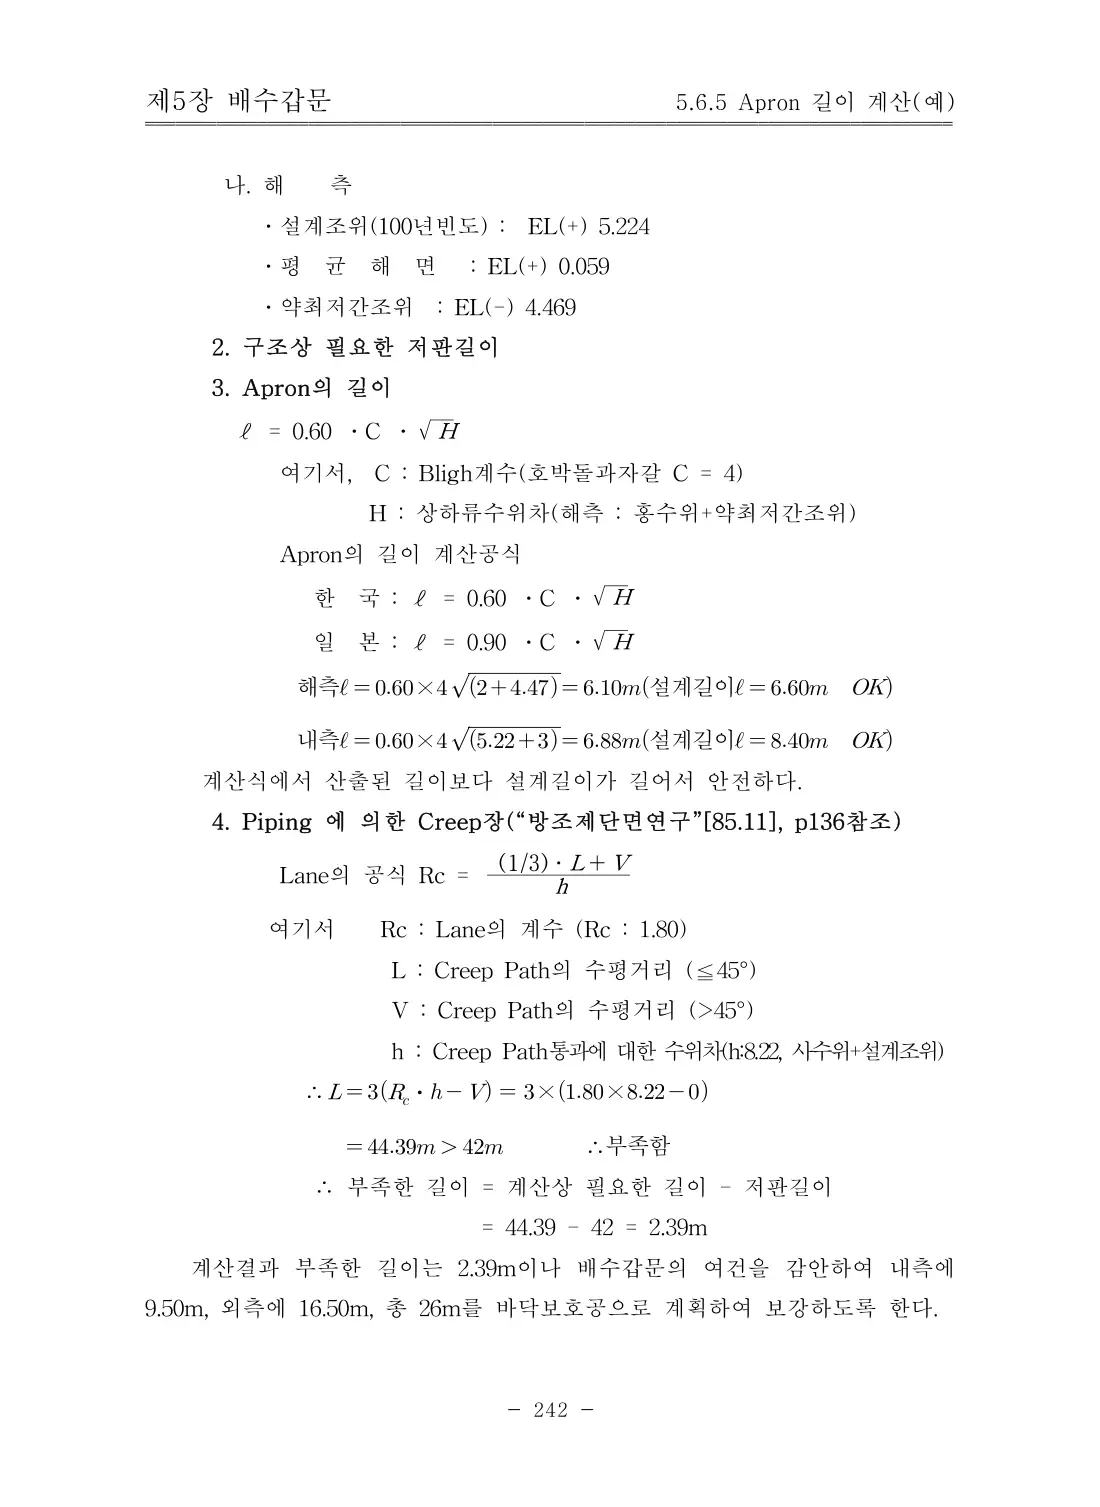 제5장 배수갑문
5.6.5 Apron 길이 계산(예)
나. 해 측
· 설계조위(100년빈도) : EL(+) 5.224
· 평 균 해 면 : EL(+) 0.059
· 약최저간조위 : EL(-) 4.469
2. 구조상 필요한 저판길이
3. Apron의 길이
ℓ = 0.60 · C · √H
여기서, C : Bligh계수(호박돌과자갈 C = 4)
H : 상하류수위차(해측 : 홍수위+약최저간조위)
Apron의 길이 계산공식
한 국 : ℓ = 0.60 · C · √H
일 본 : ℓ = 0.90 · C · √H
해측ℓ=0.60×4√(2+4.47)=6.10m(설계길이ℓ=6.60m OK)
내측ℓ=0.60×4√(5.22+3)=6.88m(설계길이ℓ=8.40m OK)
계산식에서 산출된 길이보다 설계길이가 길어서 안전하다.
4. Piping 에 의한 Creep장(“방조제단면연구”[85.11], p136참조)
Lane의 공식 Rc = (1/3)·L+V / h
여기서 Rc : Lane의 계수 (Rc : 1.80)
L : Creep Path의 수평거리 (≦45°)
V : Creep Path의 수평거리 (>45°)
h : Creep Path통과에 대한 수위차(h:8.22, 사수위+설계조위)
∴ L=3(Rc·h-V) = 3×(1.80×8.22-0)
=44.39m>42m ∴부족함
∴ 부족한 길이 = 계산상 필요한 길이 - 저판길이
= 44.39 - 42 = 2.39m
계산결과 부족한 길이는 2.39m이나 배수갑문의 여건을 감안하여 내측에
9.50m, 외측에 16.50m, 총 26m를 바닥보호공으로 계획하여 보강하도록 한다.
- 242 -